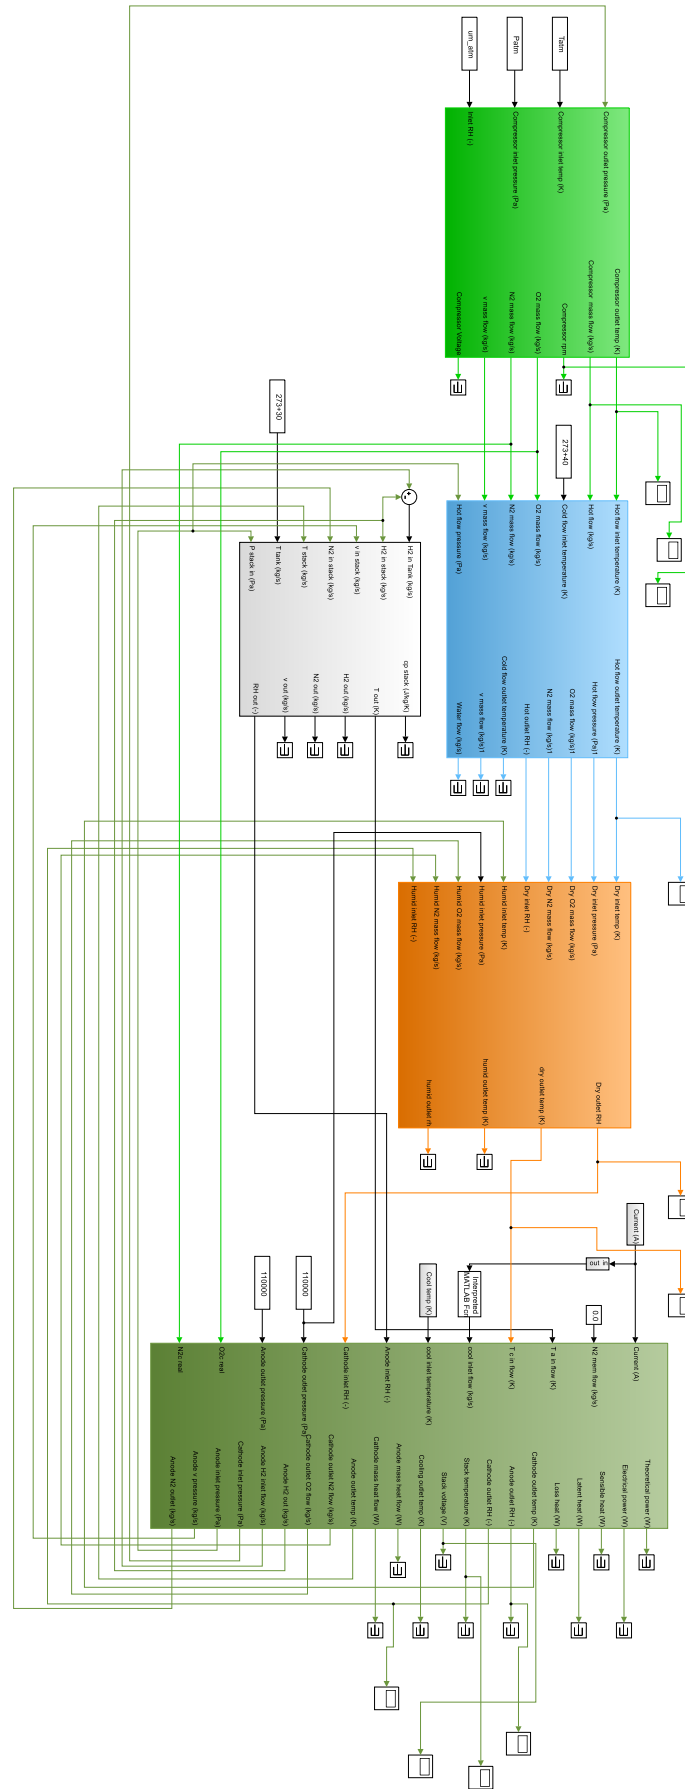 um_atm
Patm
Tatm
Inlet RH (-)
Compressor inlet pressure (Pa)
Compressor inlet temp (K)
Compressor outlet pressure (Pa)
Compressor Voltage
v mass flow (kg/s)
N2 mass flow (kg/s)
O2 mass flow (kg/s)
Compressor rpm
Compressor mass flow (kg/s)
Compressor outlet temp (K)
273+30
273+40
Hot flow pressure (Pa)
v mass flow (kg/s)
N2 mass flow (kg/s)
O2 mass flow (kg/s)
Cold flow inlet temperature (K)
Hot flow (kg/s)
Hot flow inlet temperature (K)
Water flow (kg/s)
v mass flow (kg/s)1
Cold flow outlet temperature (K)
Hot outlet RH (-)
N2 mass flow (kg/s)1
O2 mass flow (kg/s)1
Hot flow pressure (Pa)1
Hot flow outlet temperature (K)
P stack in (Pa)
T tank (kg/s)
T stack (kg/s)
N2 in stack (kg/s)
v in stack (kg/s)
H2 in stack (kg/s)
H2 in Tank (kg/s)
RH out (-)
v out (kg/s)
N2 out (kg/s)
H2 out (kg/s)
T out (K)
cp stack (J/kg/K)
Humid inlet RH (-)
Humid N2 mass flow (kg/s)
Humid O2 mass flow (kg/s)
Humid inlet pressure (Pa)
Humid inlet temp (K)
Dry inlet RH (-)
Dry N2 mass flow (kg/s)
Dry O2 mass flow (kg/s)
Dry inlet pressure (Pa)
Dry inlet temp (K)
humid outlet rh
humid outlet temp (K)
dry outlet temp (K)
Dry outlet RH
Current (A)
out in
Interpreted
MATLAB Fcn
Cool temp (K)
110000
110000
0.0
N2c real
O2c real
Anode outlet pressure (Pa)
Cathode outlet pressure (Pa)
Cathode inlet RH (-)
Anode inlet RH (-)
cool inlet temperature (K)
cool inlet flow (kg/s)
T c in flow (K)
T a in flow (K)
N2 mem flow (kg/s)
Current (A)
Anode N2 outlet (kg/s)
Anode v pressure (kg/s)
Anode inlet pressure (Pa)
Cathode inlet pressure (Pa)
Anode H2 inlet flow (kg/s)
Anode H2 out (kg/s)
Cathode outlet O2 flow (kg/s)
Cathode outlet N2 flow (kg/s)
Anode outlet temp (K)
Cathode mass heat flow (W)
Anode mass heat flow (W)
Cooling outlet temp (K)
Stack voltage (V)
Stack temperature (K)
Cathode outlet RH (-)
Anode outlet RH (-)
Cathode outlet temp (K)
Loss heat (W)
Latent heat (W)
Sensible heat (W)
Electrical power (W)
Theoretical power (W)